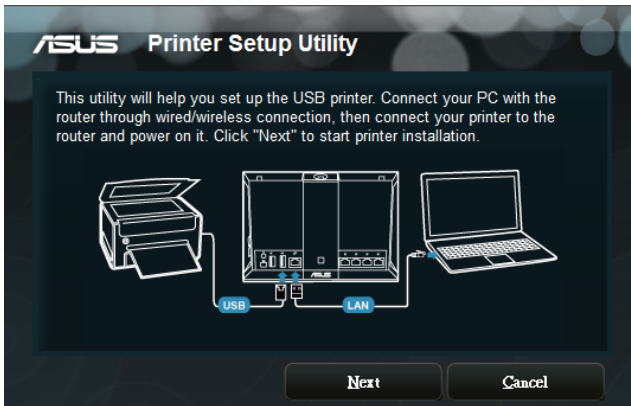 ASUS Printer Setup Utility
This utility will help you set up the USB printer. Connect your PC with the
router through wired/wireless connection, then connect your printer to the
router and power on it. Click "Next" to start printer installation.
ASUS
USB
LAN
Next
Cancel